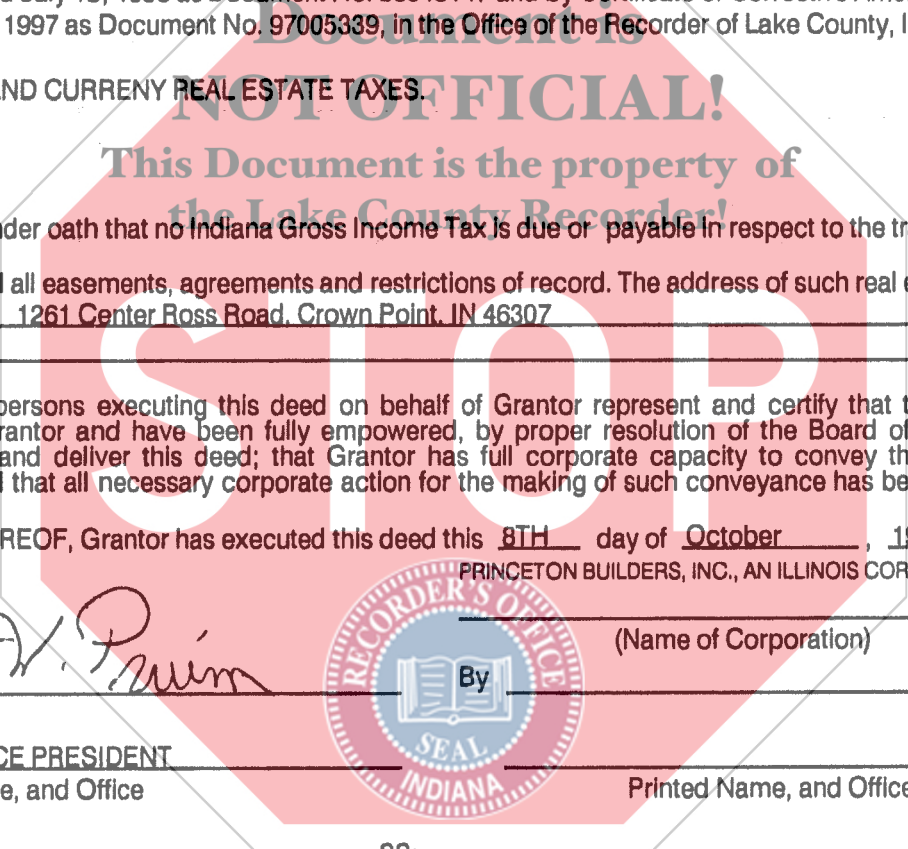 1997 as Document No. 97005339, in the Office of the Recorder of Lake County, I
Document is
ND CURRENY REAL ESTATE TAXES.
NOT OFFICIAL!
This Document is the property of
the Lake County Recorder!
nder oath that no Indiana Gross Income Tax is due or payable in respect to the tr
all easements, agreements and restrictions of record. The address of such real e
1261 Center Ross Road, Crown Point, IN 46307
STOP
persons executing this deed on behalf of Grantor represent and certify that t
rantor and have been fully empowered, by proper resolution of the Board of
and deliver this deed; that Grantor has full corporate capacity to convey th
that all necessary corporate action for the making of such conveyance has be
REOF, Grantor has executed this deed this 8TH day of October , 19
PRINCETON BUILDERS, INC., AN ILLINOIS COR
(Name of Corporation)
By
CE PRESIDENT
e, and Office
Printed Name, and Office
RECORDER'S OFFICE
SEAL
INDIANA